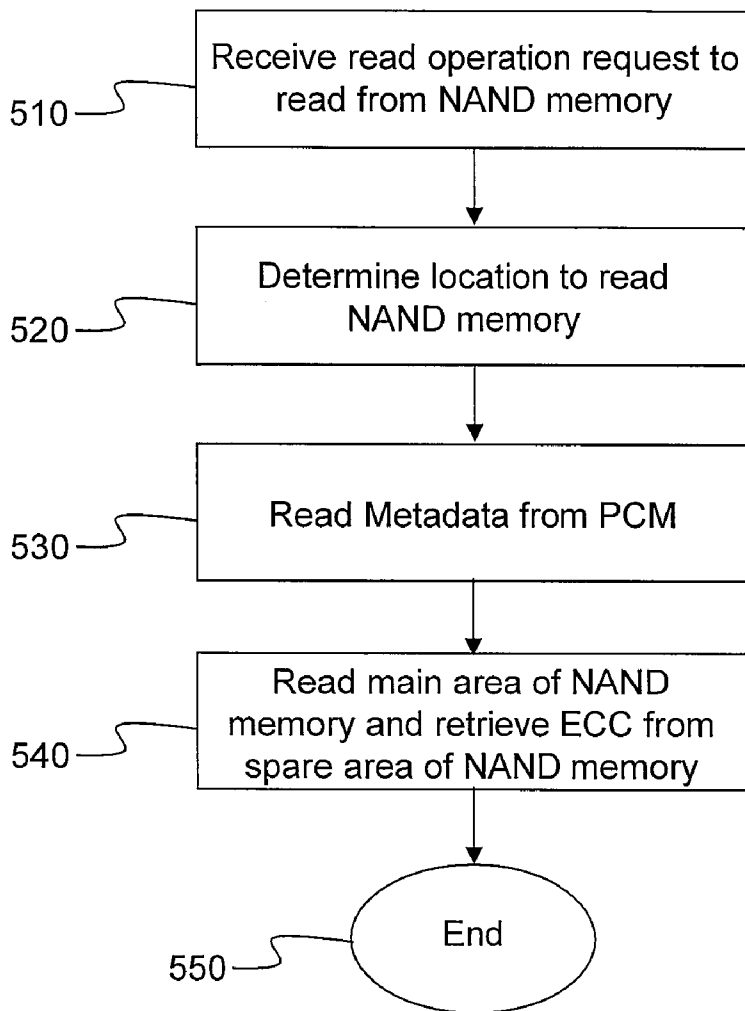 Receive read operation request to
read from NAND memory
510
Determine location to read
NAND memory
520
Read Metadata from PCM
530
Read main area of NAND
memory and retrieve ECC from
spare area of NAND memory
540
End
550